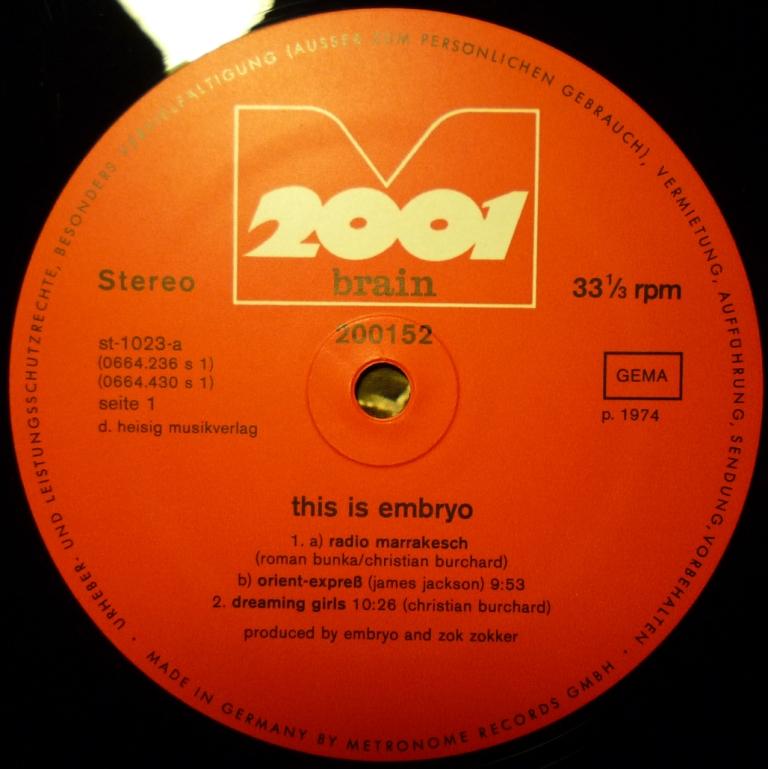 URHEBER- UND LEISTUNGSSCHUTZRECHTE, BESONDERS VERVIELFÄLTIGUNG (AUSSER ZUM PERSÖNLICHEN GEBRAUCH), VERMIETUNG, AUFFÜHRUNG, SENDUNG, VORBEHALTEN ·
2001
brain
200152
Stereo
33⅓ rpm
st-1023-a
(0664.236 s 1)
(0664.430 s 1)
seite 1
d. heisig musikverlag
GEMA
p. 1974
this is embryo
1. a) radio marrakesch
(roman bunka/christian burchard)
b) orient-expreß (james jackson) 9:53
2. dreaming girls 10:26 (christian burchard)
produced by embryo and zok zokker
· MADE IN GERMANY BY METRONOME RECORDS GMBH